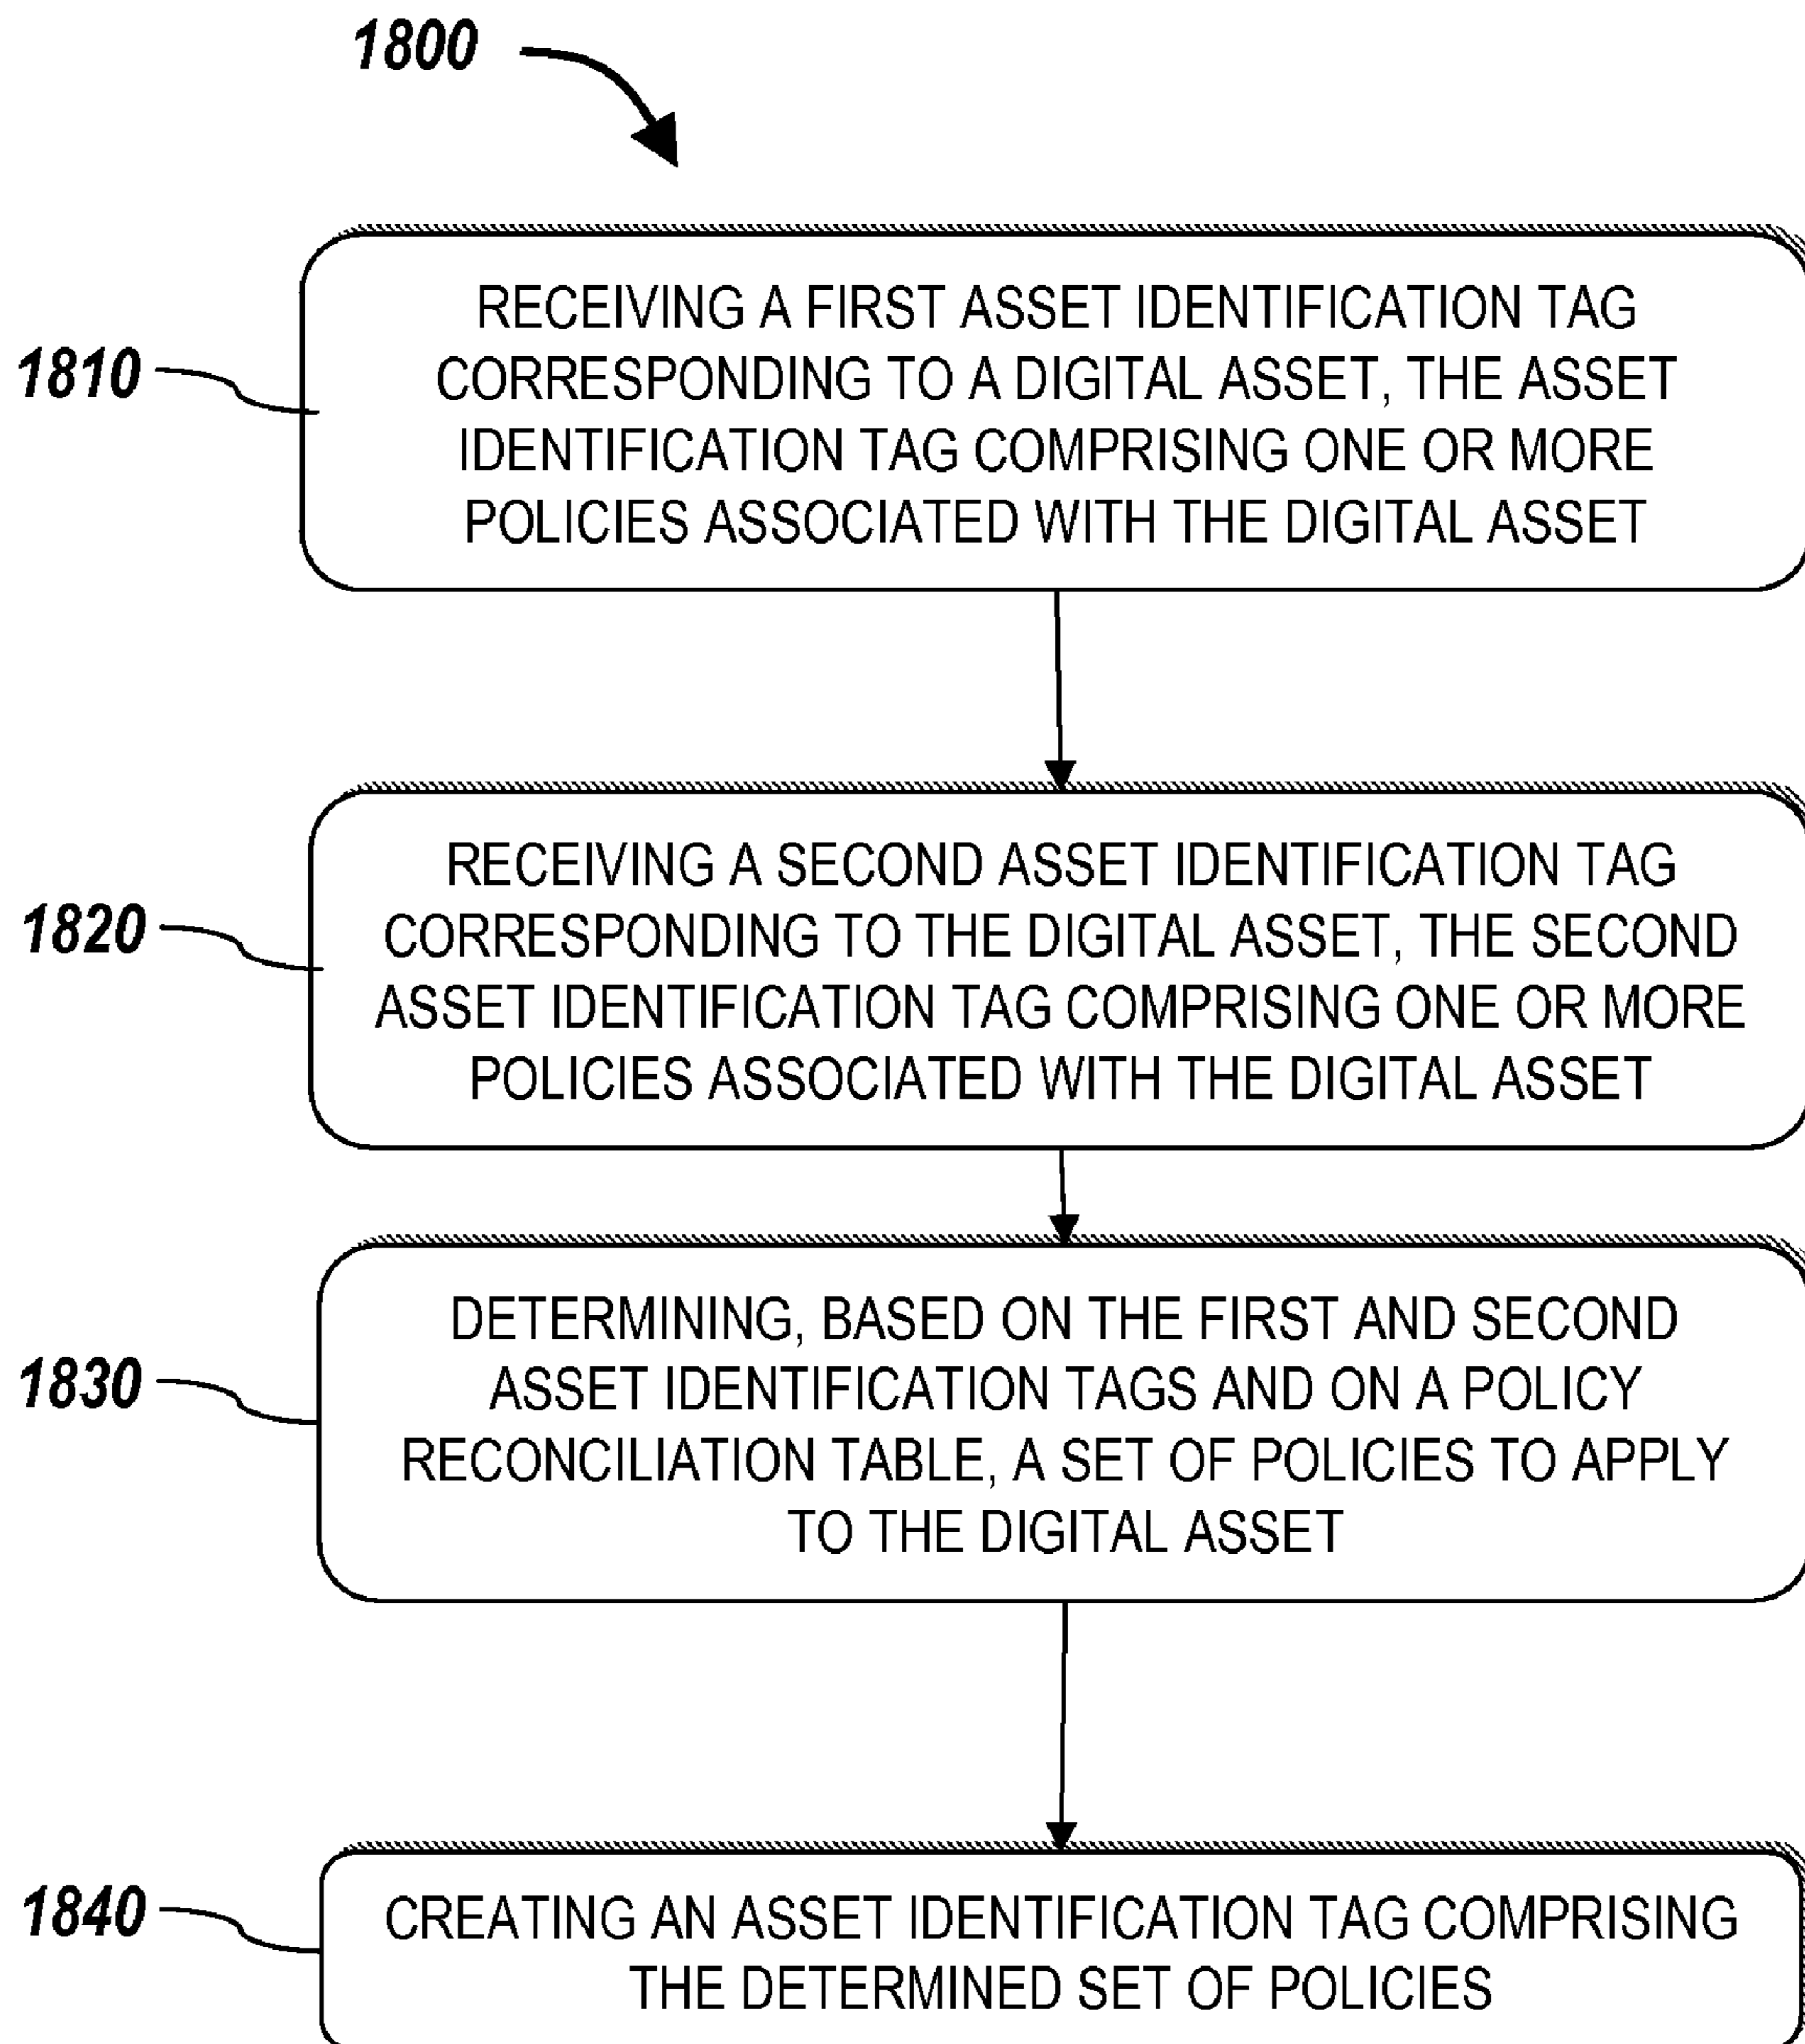 1800
RECEIVING A FIRST ASSET IDENTIFICATION TAG
1810
CORRESPONDING TO A DIGITAL ASSET, THE ASSET
IDENTIFICATION TAG COMPRISING ONE OR MORE
POLICIES ASSOCIATED WITH THE DIGITAL ASSET
RECEIVING A SECOND ASSET IDENTIFICATION TAG
1820
CORRESPONDING TO THE DIGITAL ASSET, THE SECOND
ASSET IDENTIFICATION TAG COMPRISING ONE OR MORE
POLICIES ASSOCIATED WITH THE DIGITAL ASSET
DETERMINING, BASED ON THE FIRST AND SECOND
1830
ASSET IDENTIFICATION TAGS AND ON A POLICY
RECONCILIATION TABLE, A SET OF POLICIES TO APPLY
TO THE DIGITAL ASSET
1840
CREATING AN ASSET IDENTIFICATION TAG COMPRISING
THE DETERMINED SET OF POLICIES